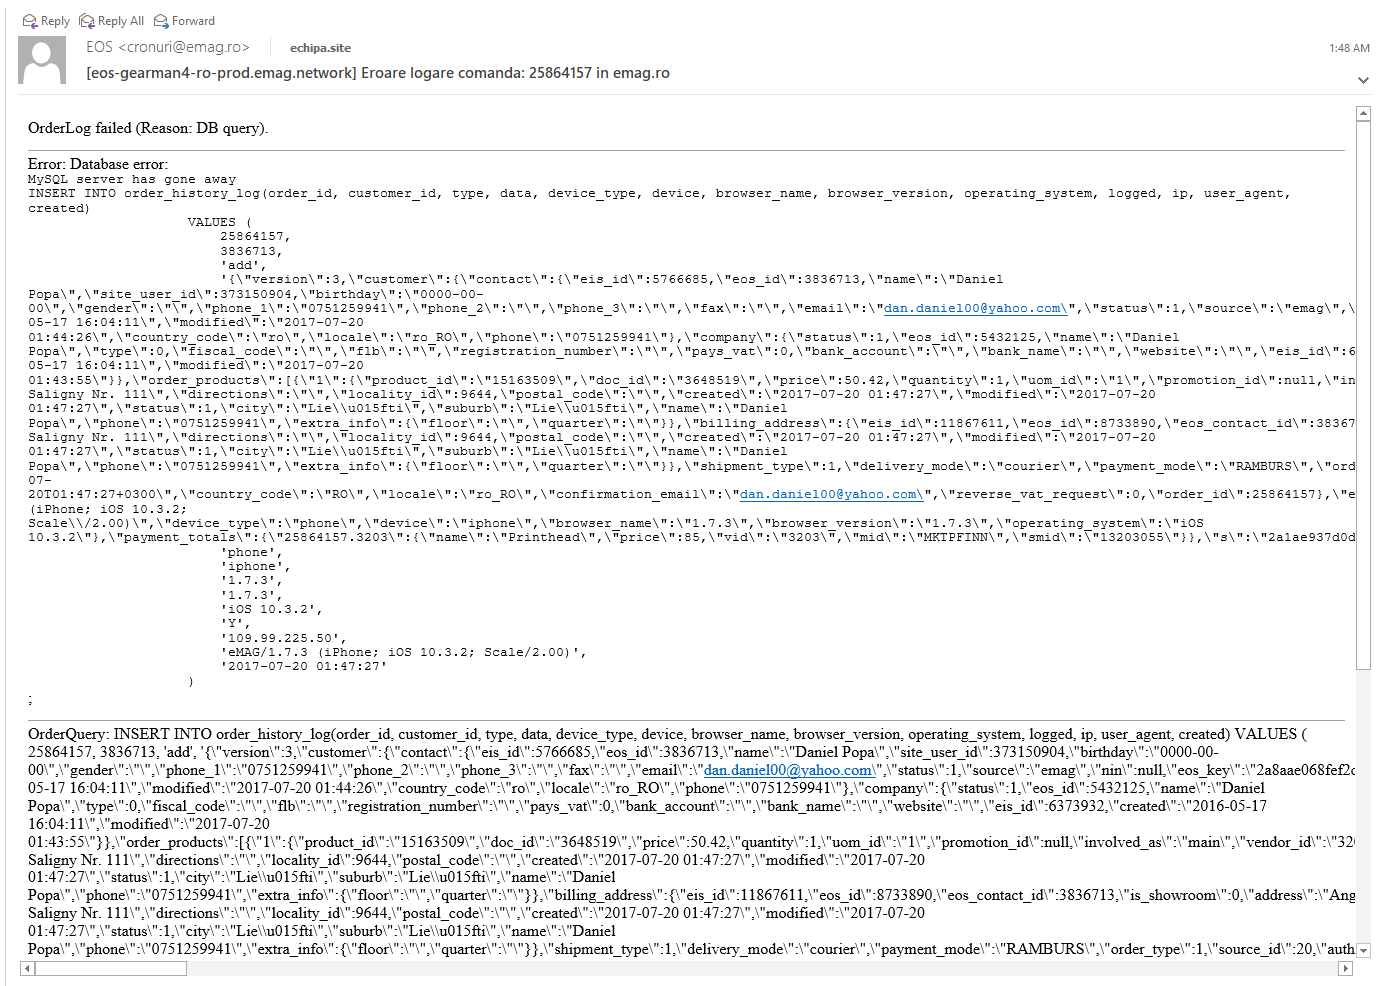 Reply Reply All Forward
EOS <cronuri@emag.ro> echipa.site 1:48 AM
[eos-gearman4-ro-prod.emag.network] Eroare logare comanda: 25864157 in emag.ro
OrderLog failed (Reason: DB query).
Error: Database error:
MySQL server has gone away
INSERT INTO order_history_log(order_id, customer_id, type, data, device_type, device, browser_name, browser_version, operating_system, logged, ip, user_agent,
created)
VALUES (
25864157,
3836713,
'add',
'{\"version\":3,\"customer\":{\"contact\":{\"eis_id\":5766685,\"eos_id\":3836713,\"name\":\"Daniel
Popa\",\"site_user_id\":373150904,\"birthday\":\"0000-00-
00\",\"gender\":\"\",\"phone_1\":\"0751259941\",\"phone_2\":\"\",\"phone_3\":\"\",\"fax\":\"\",\"email\":\"dan.daniel00@yahoo.com\",\"status\":1,\"source\":\"emag\",\
05-17 16:04:11\",\"modified\":\"2017-07-20
01:44:26\",\"country_code\":\"ro\",\"locale\":\"ro_RO\",\"phone\":\"0751259941\"},\"company\":{\"status\":1,\"eos_id\":5432125,\"name\":\"Daniel
Popa\",\"type\":0,\"fiscal_code\":\"\",\"flb\":\"\",\"registration_number\":\"\",\"pays_vat\":0,\"bank_account\":\"\",\"bank_name\":\"\",\"website\":\"\",\"eis_id\":6
05-17 16:04:11\",\"modified\":\"2017-07-20
01:43:55\"}},\"order_products\":[{\"1\":{\"product_id\":\"15163509\",\"doc_id\":\"3648519\",\"price\":50.42,\"quantity\":1,\"uom_id\":\"1\",\"promotion_id\":null,\"in
Saligny Nr. 111\",\"directions\":\"\",\"locality_id\":9644,\"postal_code\":\"\",\"created\":\"2017-07-20 01:47:27\",\"modified\":\"2017-07-20
01:47:27\",\"status\":1,\"city\":\"Lie\\u015fti\",\"suburb\":\"Lie\\u015fti\",\"name\":\"Daniel
Popa\",\"phone\":\"0751259941\",\"extra_info\":{\"floor\":\"\",\"quarter\":\"\"}},\"billing_address\":{\"eis_id\":11867611,\"eos_id\":8733890,\"eos_contact_id\":38367
Saligny Nr. 111\",\"directions\":\"\",\"locality_id\":9644,\"postal_code\":\"\",\"created\":\"2017-07-20 01:47:27\",\"modified\":\"2017-07-20
01:47:27\",\"status\":1,\"city\":\"Lie\\u015fti\",\"suburb\":\"Lie\\u015fti\",\"name\":\"Daniel
Popa\",\"phone\":\"0751259941\",\"extra_info\":{\"floor\":\"\",\"quarter\":\"\"}},\"shipment_type\":1,\"delivery_mode\":\"courier\",\"payment_mode\":\"RAMBURS\",\"ord
07-
20T01:47:27+0300\",\"country_code\":\"RO\",\"locale\":\"ro_RO\",\"confirmation_email\":\"dan.daniel00@yahoo.com\",\"reverse_vat_request\":0,\"order_id\":25864157},\"e
(iPhone; iOS 10.3.2;
Scale\\/2.00)\",\"device_type\":\"phone\",\"device\":\"iphone\",\"browser_name\":\"1.7.3\",\"browser_version\":\"1.7.3\",\"operating_system\":\"iOS
10.3.2\"},\"payment_totals\":{\"25864157.3203\":{\"name\":\"Printhead\",\"price\":85,\"vid\":\"3203\",\"mid\":\"MKTPFINN\",\"smid\":\"13203055\"}},\"s\":\"2a1ae937d0d
'phone',
'iphone',
'1.7.3',
'1.7.3',
'iOS 10.3.2',
'Y',
'109.99.225.50',
'eMAG/1.7.3 (iPhone; iOS 10.3.2; Scale/2.00)',
'2017-07-20 01:47:27'
)
;
OrderQuery: INSERT INTO order_history_log(order_id, customer_id, type, data, device_type, device, browser_name, browser_version, operating_system, logged, ip, user_agent, created) VALUES (
25864157, 3836713, 'add', '{\"version\":3,\"customer\":{\"contact\":{\"eis_id\":5766685,\"eos_id\":3836713,\"name\":\"Daniel Popa\",\"site_user_id\":373150904,\"birthday\":\"0000-00-
00\",\"gender\":\"\",\"phone_1\":\"0751259941\",\"phone_2\":\"\",\"phone_3\":\"\",\"fax\":\"\",\"email\":\"dan.daniel00@yahoo.com\",\"status\":1,\"source\":\"emag\",\"nin\":null,\"eos_key\":\"2a8aae068fef2c
05-17 16:04:11\",\"modified\":\"2017-07-20 01:44:26\",\"country_code\":\"ro\",\"locale\":\"ro_RO\",\"phone\":\"0751259941\"},\"company\":{\"status\":1,\"eos_id\":5432125,\"name\":\"Daniel
Popa\",\"type\":0,\"fiscal_code\":\"\",\"flb\":\"\",\"registration_number\":\"\",\"pays_vat\":0,\"bank_account\":\"\",\"bank_name\":\"\",\"website\":\"\",\"eis_id\":6373932,\"created\":\"2016-05-17
16:04:11\",\"modified\":\"2017-07-20
01:43:55\"}},\"order_products\":[{\"1\":{\"product_id\":\"15163509\",\"doc_id\":\"3648519\",\"price\":50.42,\"quantity\":1,\"uom_id\":\"1\",\"promotion_id\":null,\"involved_as\":\"main\",\"vendor_id\":\"320
Saligny Nr. 111\",\"directions\":\"\",\"locality_id\":9644,\"postal_code\":\"\",\"created\":\"2017-07-20 01:47:27\",\"modified\":\"2017-07-20
01:47:27\",\"status\":1,\"city\":\"Lie\\u015fti\",\"suburb\":\"Lie\\u015fti\",\"name\":\"Daniel
Popa\",\"phone\":\"0751259941\",\"extra_info\":{\"floor\":\"\",\"quarter\":\"\"}},\"billing_address\":{\"eis_id\":11867611,\"eos_id\":8733890,\"eos_contact_id\":3836713,\"is_showroom\":0,\"address\":\"Ang
Saligny Nr. 111\",\"directions\":\"\",\"locality_id\":9644,\"postal_code\":\"\",\"created\":\"2017-07-20 01:47:27\",\"modified\":\"2017-07-20
01:47:27\",\"status\":1,\"city\":\"Lie\\u015fti\",\"suburb\":\"Lie\\u015fti\",\"name\":\"Daniel
Popa\",\"phone\":\"0751259941\",\"extra_info\":{\"floor\":\"\",\"quarter\":\"\"}},\"shipment_type\":1,\"delivery_mode\":\"courier\",\"payment_mode\":\"RAMBURS\",\"order_type\":1,\"source_id\":20,\"auth